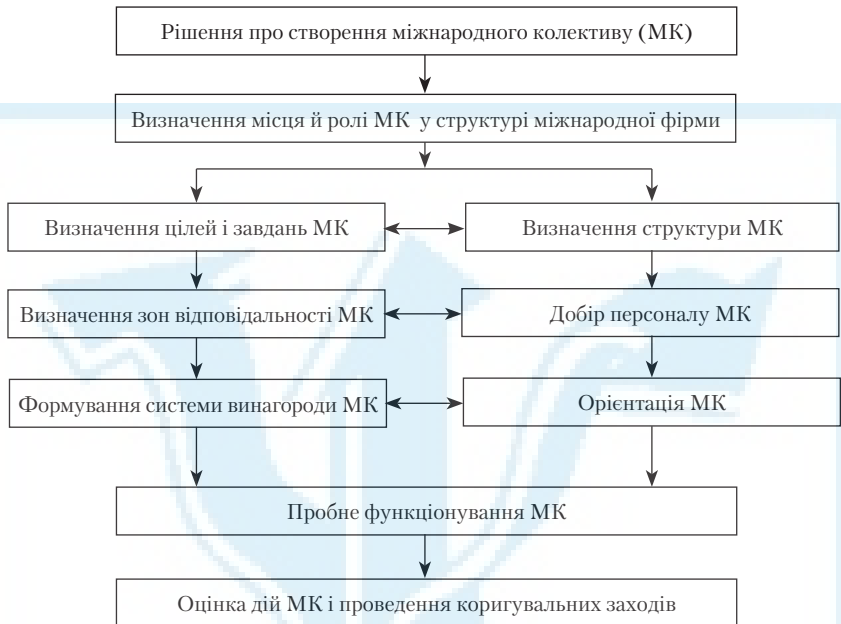 Рішення про створення міжнародного колективу (МК)
Визначення місця й ролі МК у структурі міжнародної фірми
Визначення цілей і завдань МК
Визначення структури МК
Визначення зон відповідальності МК
Добір персоналу МК
Формування системи винагороди МК
Орієнтація МК
Пробне функціонування МК
Оцінка дій МК і проведення коригувальних заходів